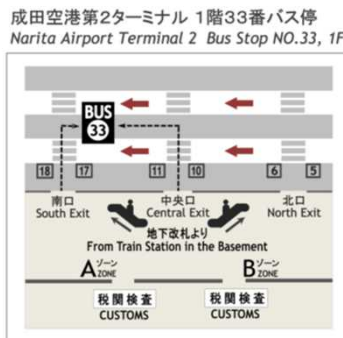 成田空港第2ターミナル 1階33番バス停
Narita Airport Terminal 2 Bus Stop NO.33, 1F
BUS
33
18
17
11
10
6
5
南口
South Exit
中央口
Central Exit
北口
North Exit
地下改札より
From Train Station in the Basement
Aゾーン
ZONE
Bゾーン
ZONE
税関検査
CUSTOMS
税関検査
CUSTOMS